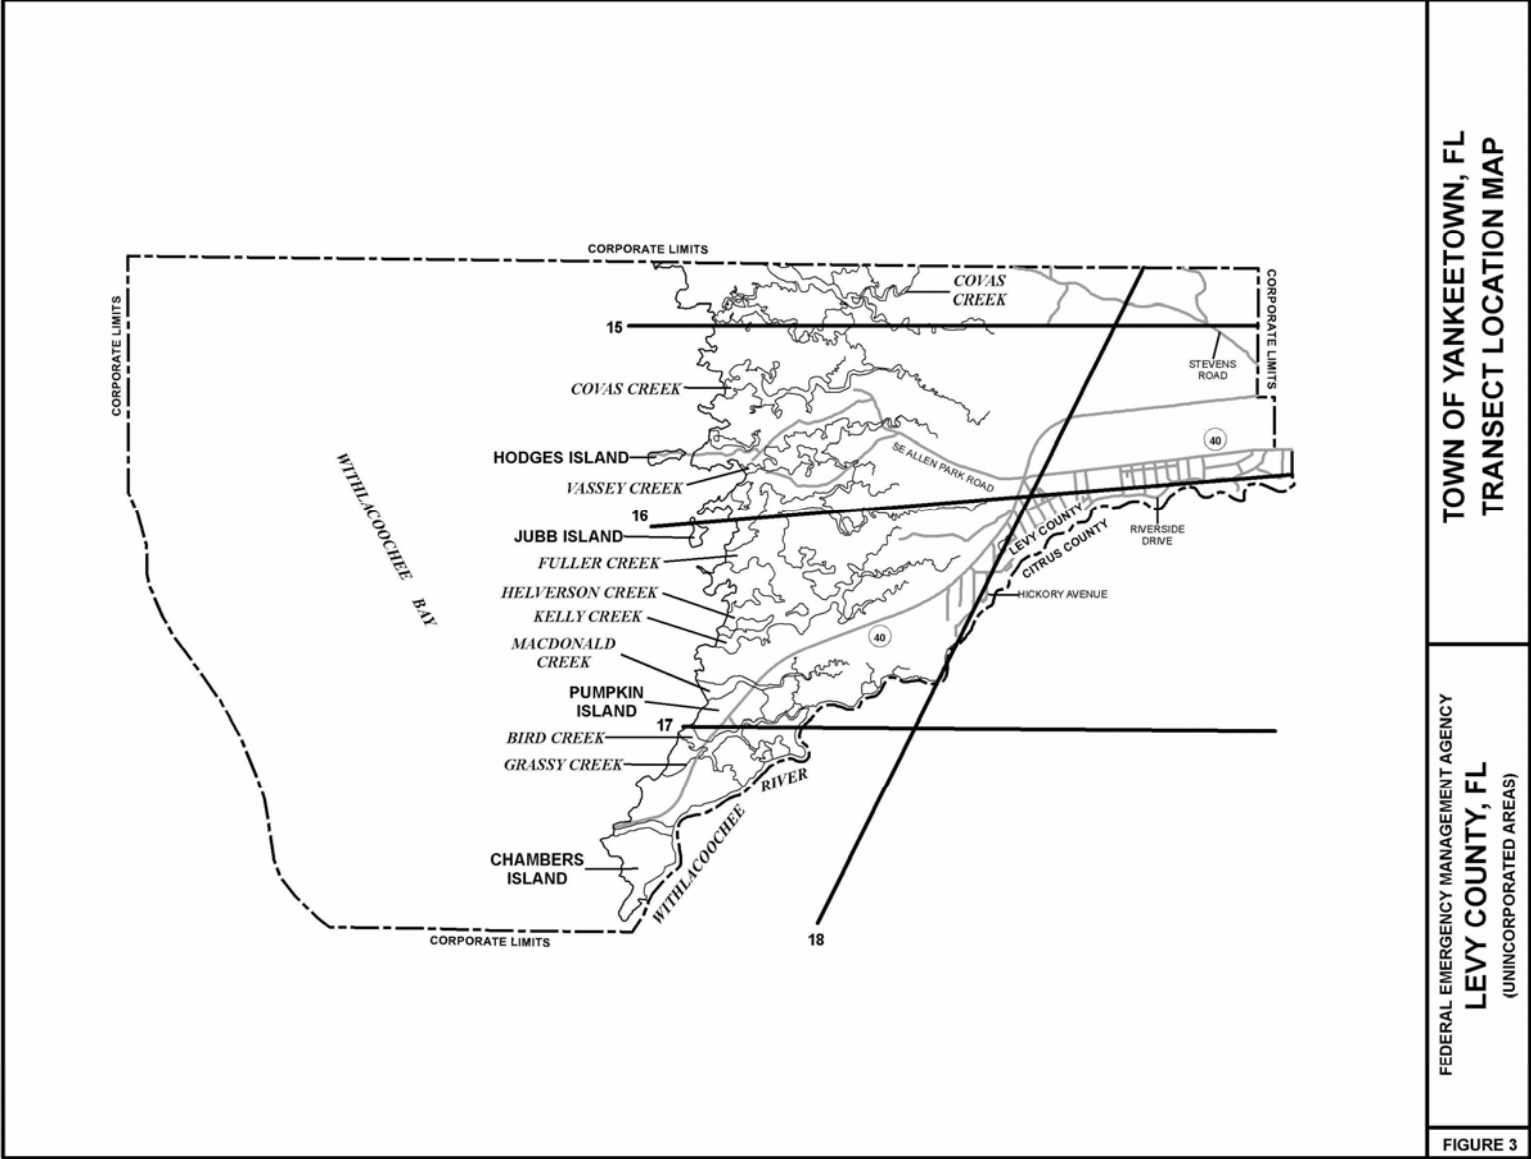 CORPORATE LIMITS
COVAS
CREEK
CORPORATE LIMITS
CORPORATE LIMITS
15
STEVENS
ROAD
COVAS CREEK
40
HODGES ISLAND
SE ALLEN PARK ROAD
VASSEY CREEK
WITHLACOOCHEE BAY
16
JUBB ISLAND
LEVY COUNTY
CITRUS COUNTY
RIVERSIDE
DRIVE
FULLER CREEK
HELVERSON CREEK
HICKORY AVENUE
KELLY CREEK
40
MACDONALD
CREEK
PUMPKIN
ISLAND
17
BIRD CREEK
GRASSY CREEK
WITHLACOOCHEE RIVER
CHAMBERS
ISLAND
18
CORPORATE LIMITS
TOWN OF YANKEETOWN, FL
TRANSECT LOCATION MAP
FEDERAL EMERGENCY MANAGEMENT AGENCY
LEVY COUNTY, FL
(UNINCORPORATED AREAS)
FIGURE 3